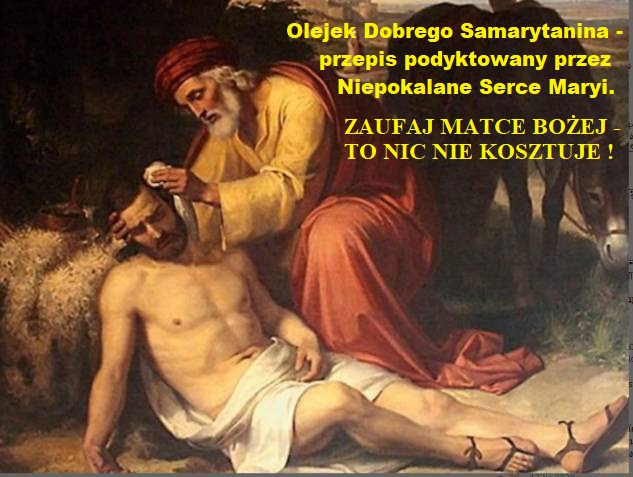 Olejek Dobrego Samarytanina -
przepis podyktowany przez
Niepokalane Serce Maryi.
ZAUFAJ MATCE BOŻEJ -
TO NIC NIE KOSZTUJE !